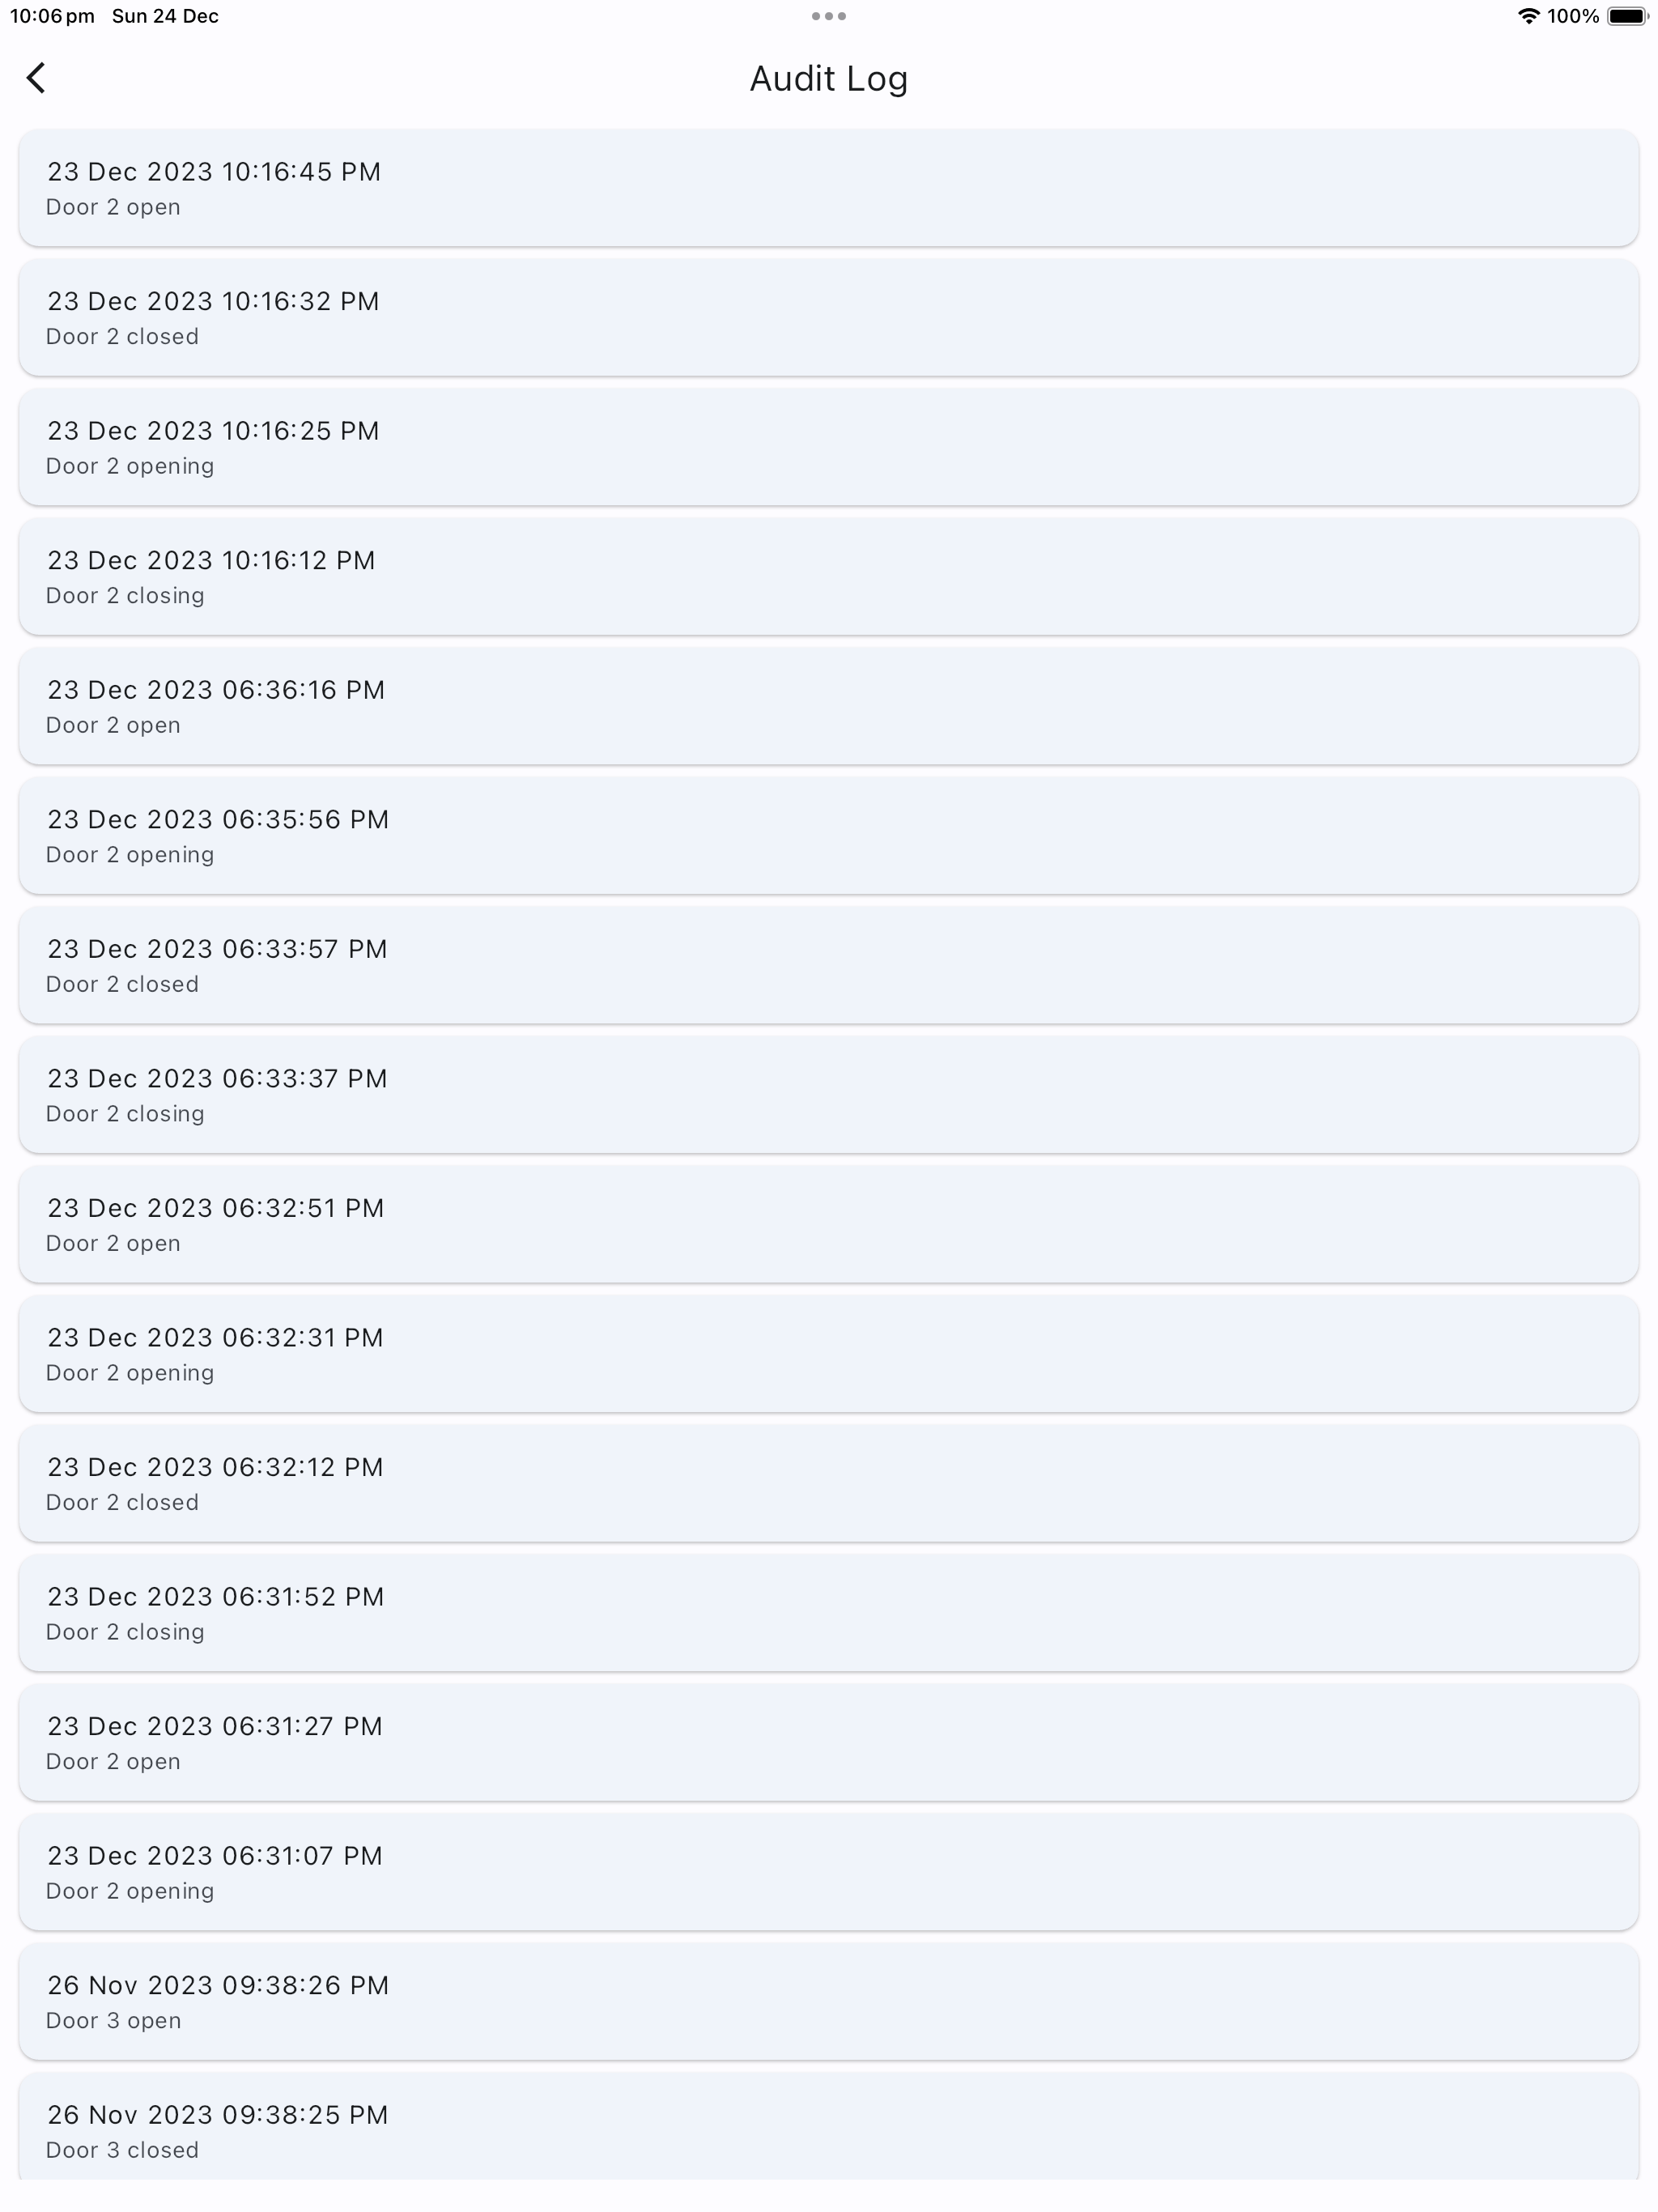 10:06 pm Sun 24 Dec 100%
Audit Log
23 Dec 2023 10:16:45 PM
Door 2 open
23 Dec 2023 10:16:32 PM
Door 2 closed
23 Dec 2023 10:16:25 PM
Door 2 opening
23 Dec 2023 10:16:12 PM
Door 2 closing
23 Dec 2023 06:36:16 PM
Door 2 open
23 Dec 2023 06:35:56 PM
Door 2 opening
23 Dec 2023 06:33:57 PM
Door 2 closed
23 Dec 2023 06:33:37 PM
Door 2 closing
23 Dec 2023 06:32:51 PM
Door 2 open
23 Dec 2023 06:32:31 PM
Door 2 opening
23 Dec 2023 06:32:12 PM
Door 2 closed
23 Dec 2023 06:31:52 PM
Door 2 closing
23 Dec 2023 06:31:27 PM
Door 2 open
23 Dec 2023 06:31:07 PM
Door 2 opening
26 Nov 2023 09:38:26 PM
Door 3 open
26 Nov 2023 09:38:25 PM
Door 3 closed